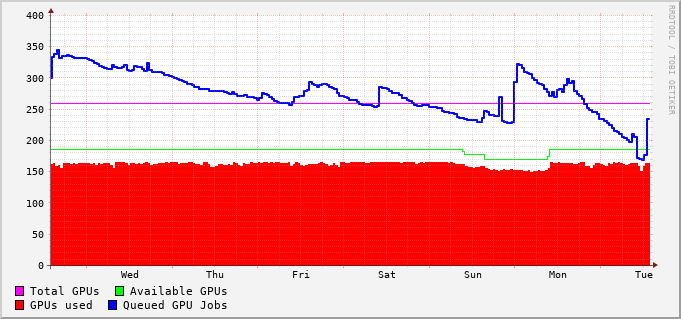 400
350
300
250
200
150
100
50
0
Wed Thu Fri Sat Sun Mon Tue
Total GPUs Available GPUs
GPUs used Queued GPU Jobs
RRDTOOL / TOBI OETIKER